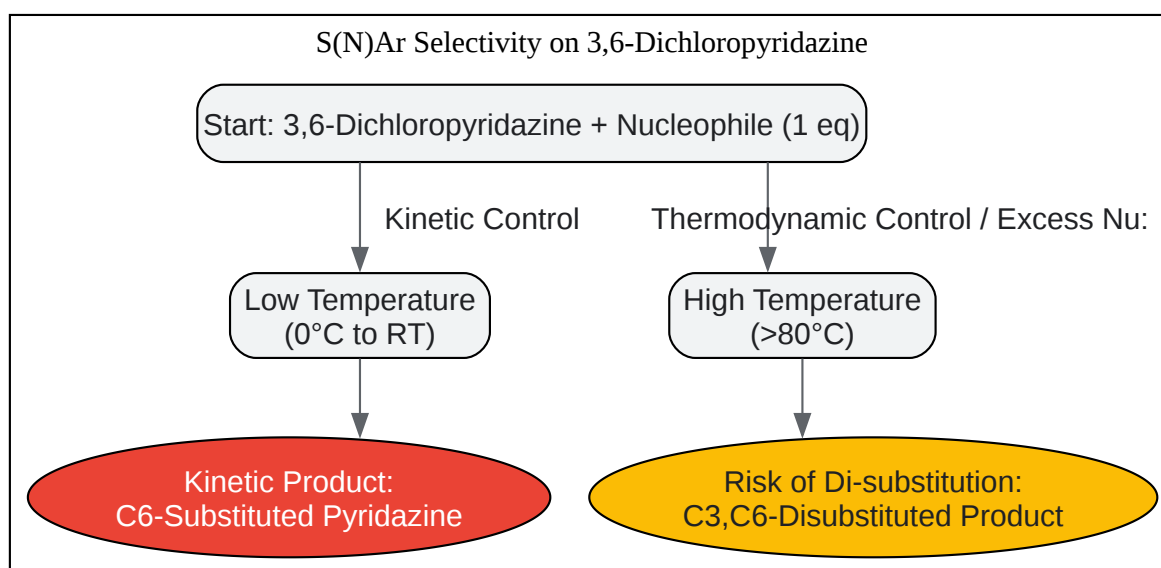 S(N)Ar Selectivity on 3,6-Dichloropyridazine
Start: 3,6-Dichloropyridazine + Nucleophile (1 eq)
Kinetic Control
Thermodynamic Control / Excess Nu:
Low Temperature
(0°C to RT)
High Temperature
(>80°C)
Kinetic Product:
C6-Substituted Pyridazine
Risk of Di-substitution:
C3,C6-Disubstituted Product